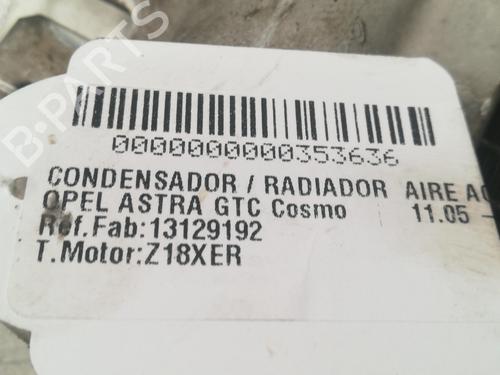 B-PARTS
0000000000353636
CONDENSADOR / RADIADOR AIRE AC
OPEL ASTRA GTC Cosmo 11.05 -
Ref.Fab:13129192
T.Motor:Z18XER